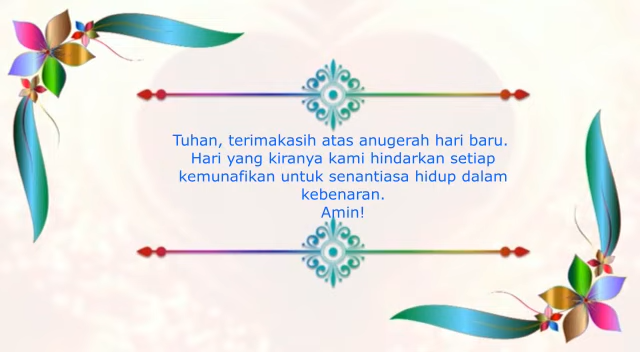 Tuhan, terimakasih atas anugerah hari baru.
Hari yang kiranya kami hindarkan setiap
kemunafikan untuk senantiasa hidup dalam
kebenaran.
Amin!